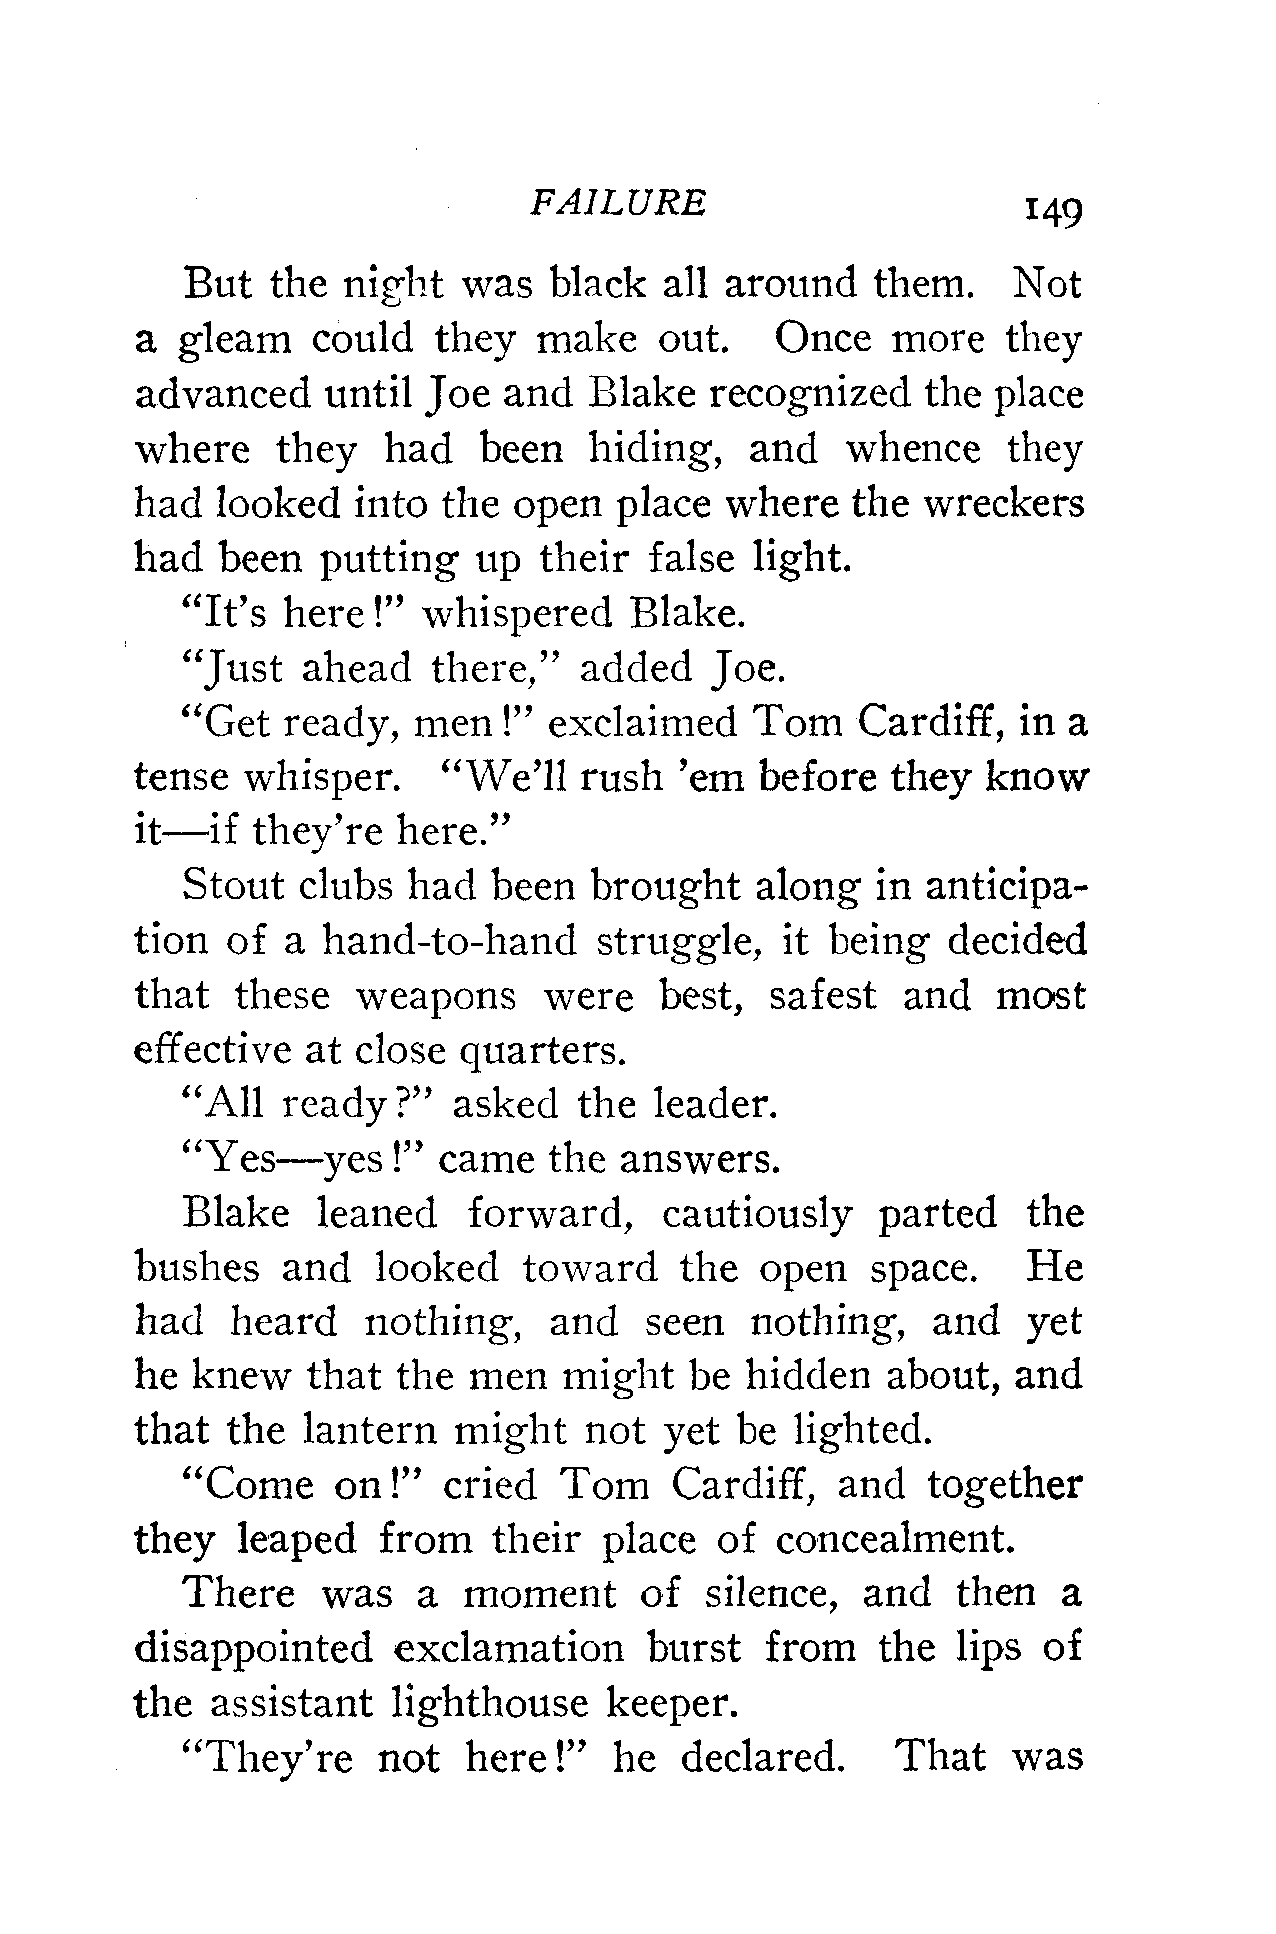 FAILURE 149
But the night was black all around them. Not
a gleam could they make out. Once more they
advanced until Joe and Blake recognized the place
where they had been hiding, and whence they
had looked into the open place where the wreckers
had been putting up their false light.
“It’s here!” whispered Blake.
“Just ahead there,” added Joe.
“Get ready, men!” exclaimed Tom Cardiff, in a
tense whisper. “We’ll rush ’em before they know
it—if they’re here.”
Stout clubs had been brought along in anticipa-
tion of a hand-to-hand struggle, it being decided
that these weapons were best, safest and most
effective at close quarters.
“All ready?” asked the leader.
“Yes—yes!” came the answers.
Blake leaned forward, cautiously parted the
bushes and looked toward the open space. He
had heard nothing, and seen nothing, and yet
he knew that the men might be hidden about, and
that the lantern might not yet be lighted.
“Come on!” cried Tom Cardiff, and together
they leaped from their place of concealment.
There was a moment of silence, and then a
disappointed exclamation burst from the lips of
the assistant lighthouse keeper.
“They’re not here!” he declared. That was